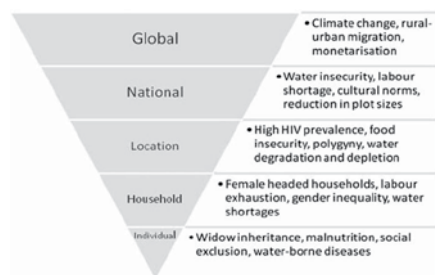 Global
• Climate change, rural-
urban migration,
monetarisation
National
• Water insecurity, labour
shortage, cultural norms,
reduction in plot sizes
Location
• High HIV prevalence, food
insecurity, polygyny, water
degradation and depletion
Household
• Female headed households, labour
exhaustion, gender inequality, water
shortages
Individual
• Widow inheritance, malnutrition, social
exclusion, water-borne diseases